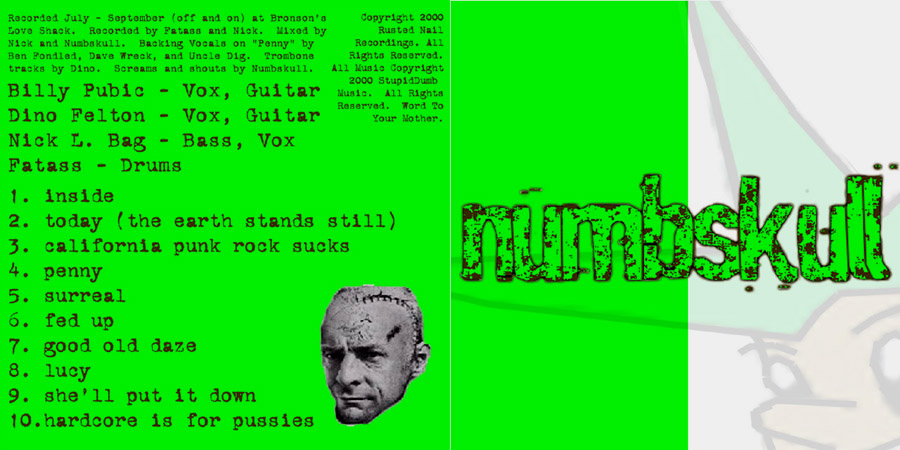 Recorded July - September (off and on) at Bronson's
Love Shack.  Recorded by Fatass and Nick.  Mixed by
Nick and Numbskull.  Backing Vocals on "Penny" by
Ben Fondled, Dave Wreck, and Uncle Dig.  Trombone
tracks by Dino.  Screams and shouts by Numbskull.
Copyright 2000
Rusted Nail
Recordings. All
Rights Reserved.
All Music Copyright
2000 StupidDumb
Music.  All Rights
Reserved.  Word To
Your Mother.
Billy Pubic - Vox, Guitar
Dino Felton - Vox, Guitar
Nick L. Bag - Bass, Vox
Fatass - Drums
1. inside
2. today (the earth stands still)
3. california punk rock sucks
4. penny
5. surreal
6. fed up
7. good old daze
8. lucy
9. she'll put it down
10.hardcore is for pussies
numbskull